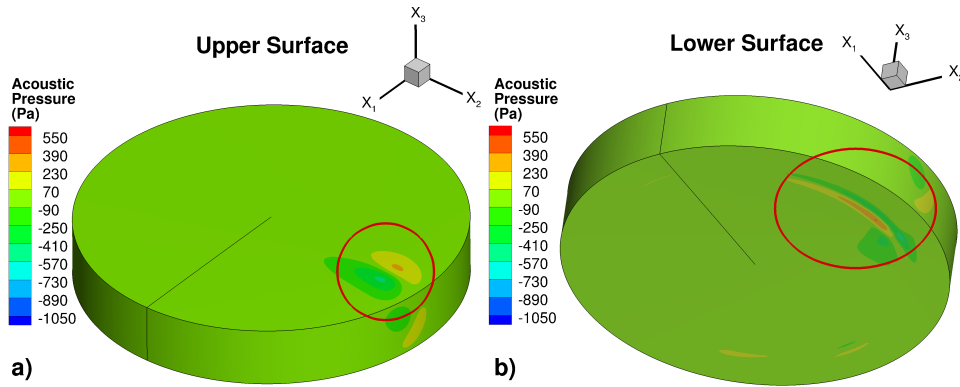 Upper Surface
X3
X1
X2
Acoustic
Pressure
(Pa)
550
390
230
70
-90
-250
-410
-570
-730
-890
-1050
a)
Lower Surface
X1
X3
X2
Acoustic
Pressure
(Pa)
550
390
230
70
-90
-250
-410
-570
-730
-890
-1050
b)